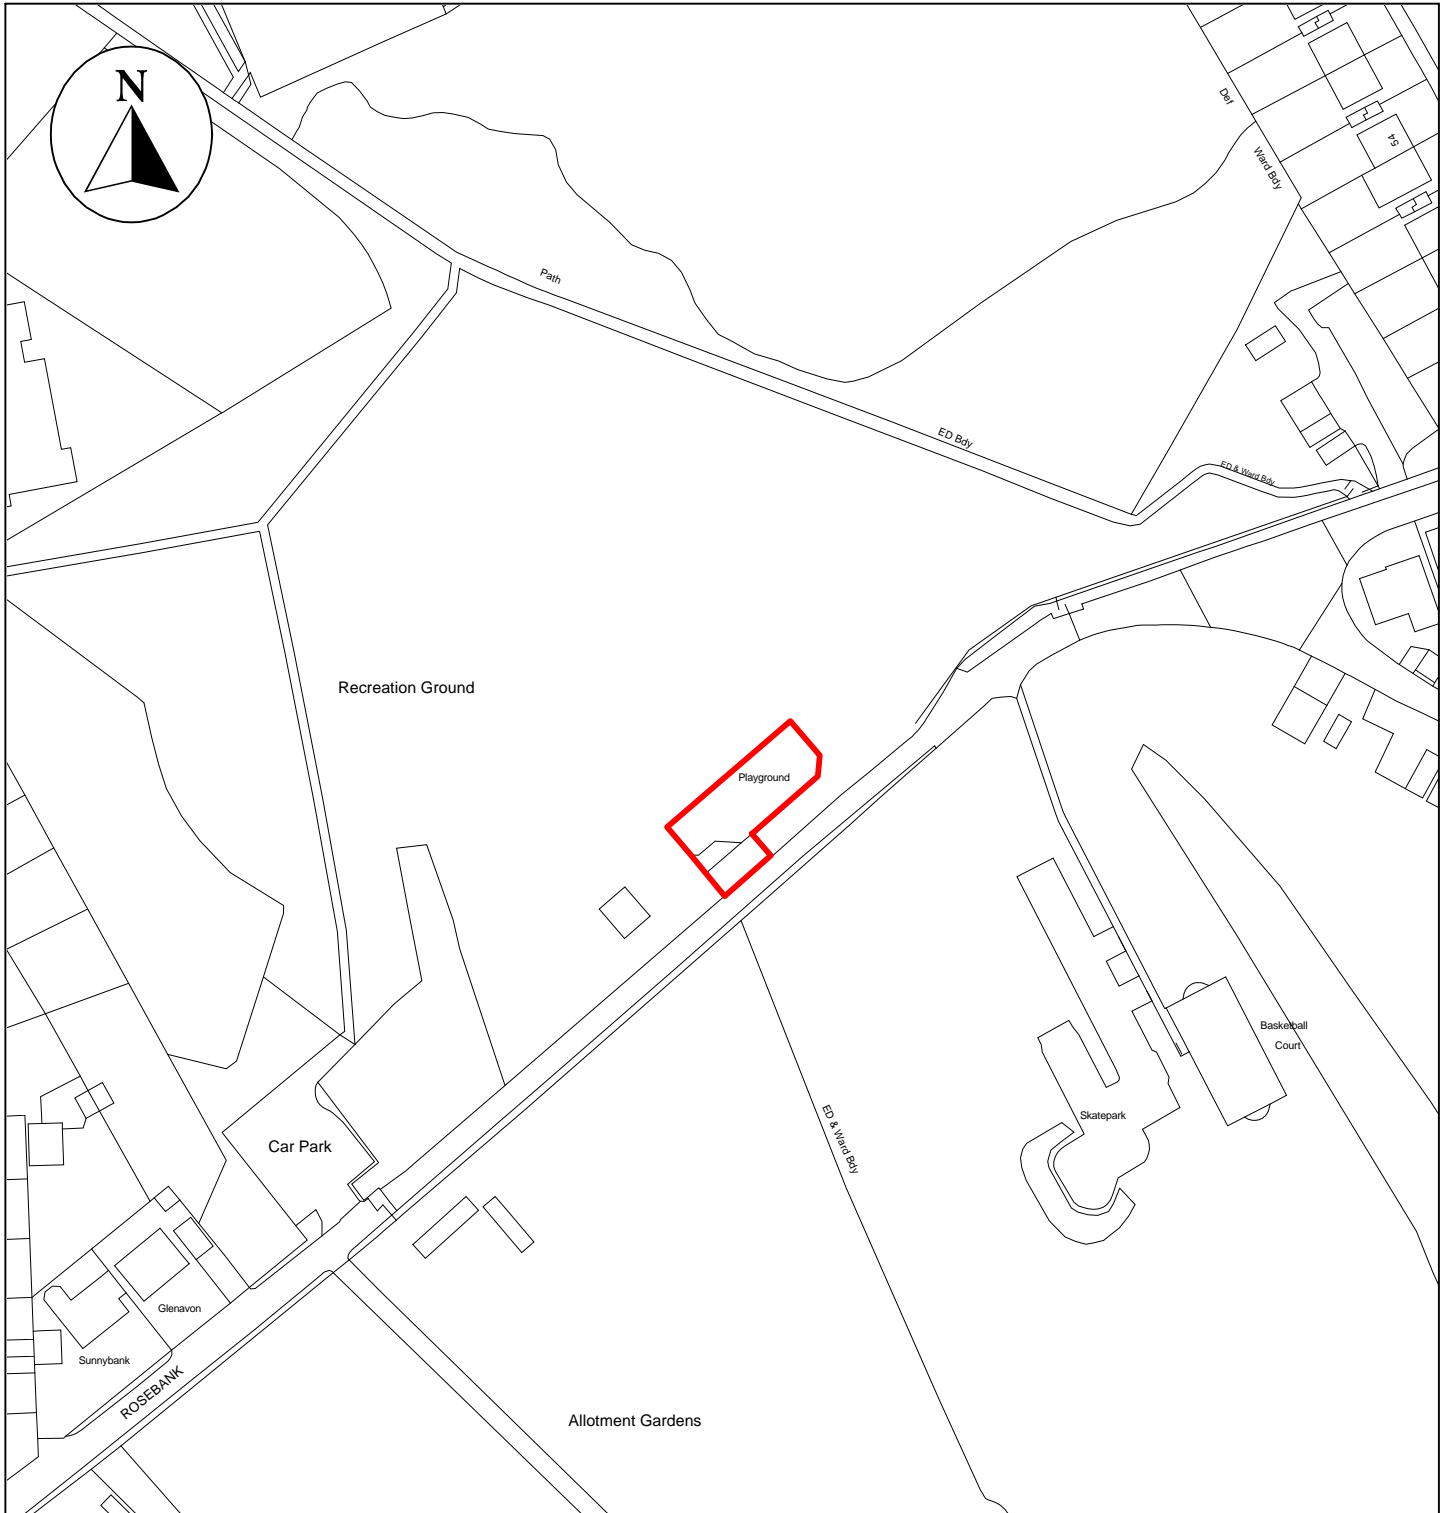 N
Def
54
Ward Bdy
Path
ED Bdy
ED & Ward Bdy
Recreation Ground
Playground
Basketball
Court
Skatepark
ED & Ward Bdy
Car Park
Glenavon
Sunnybank
ROSEBANK
Allotment Gardens